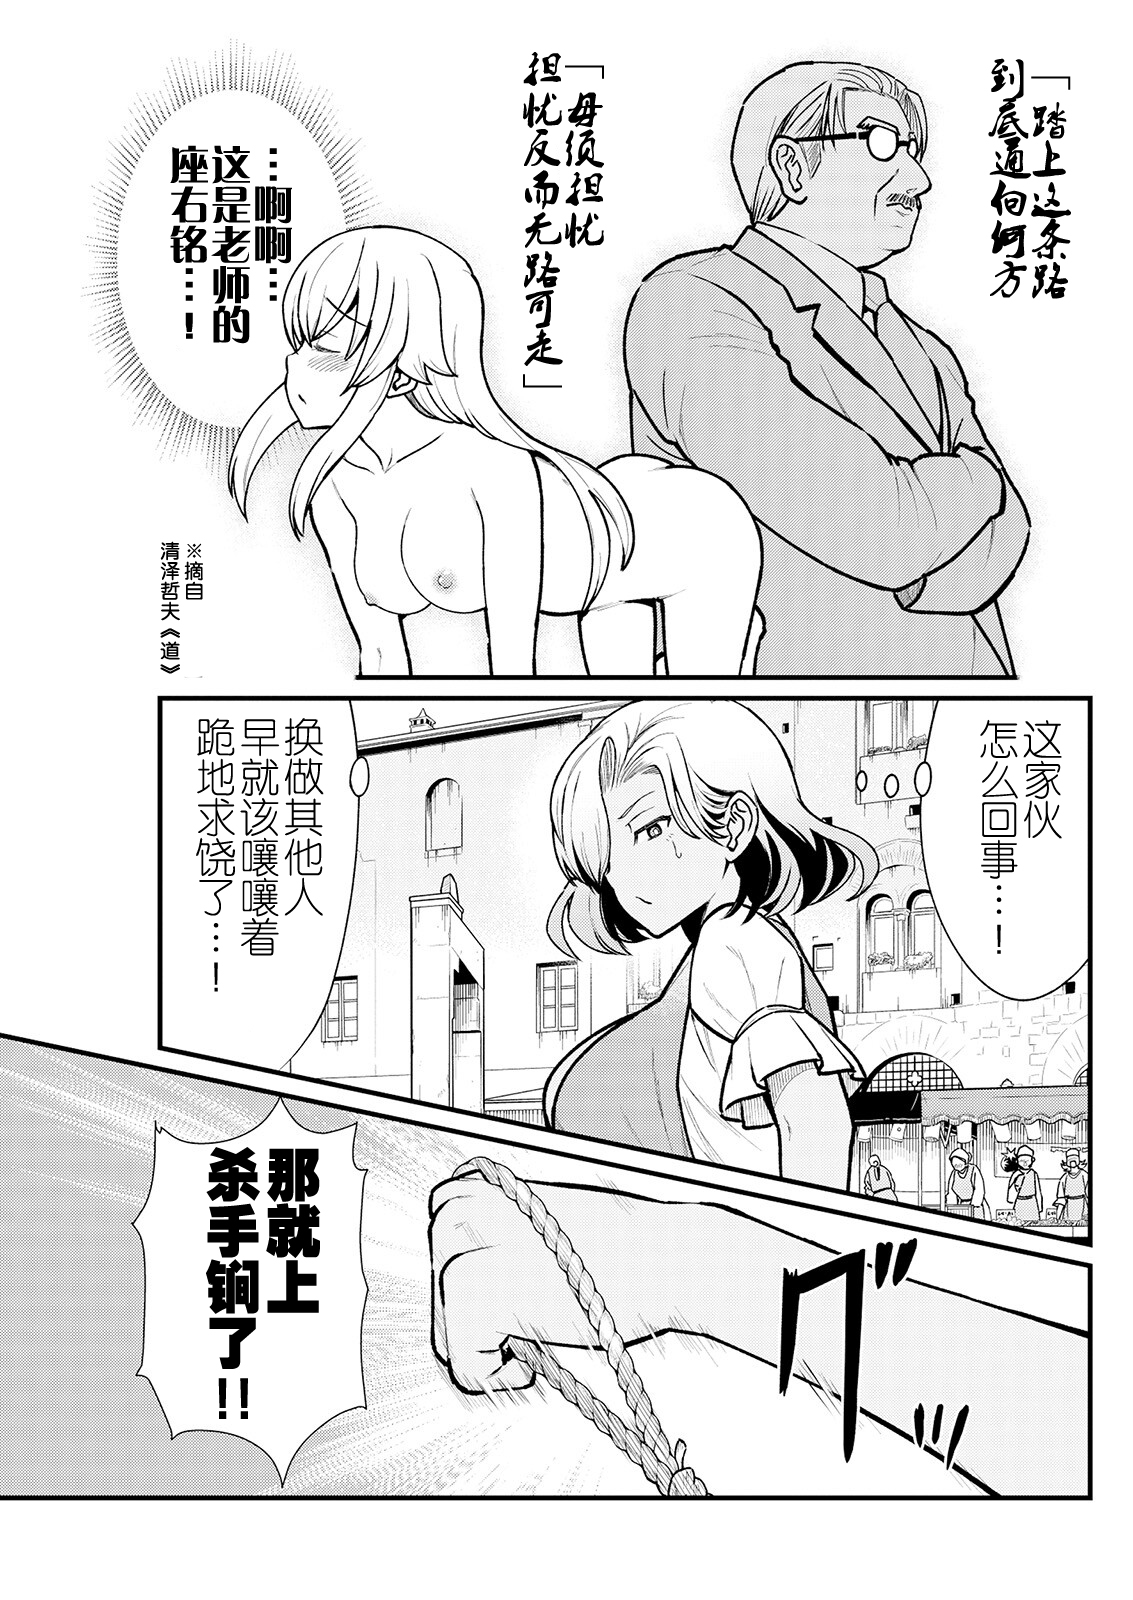 「踏上这条路
到底通向何方
「毋须担忧
担忧反而无路可走」
…啊啊…
这是老师的
座右铭…!
※摘自
清泽哲夫《道》
这家伙
怎么回事…!
换做其他人
早就该嚷嚷着
跪地求饶了…!
那就上
杀手锏了!!
グッ